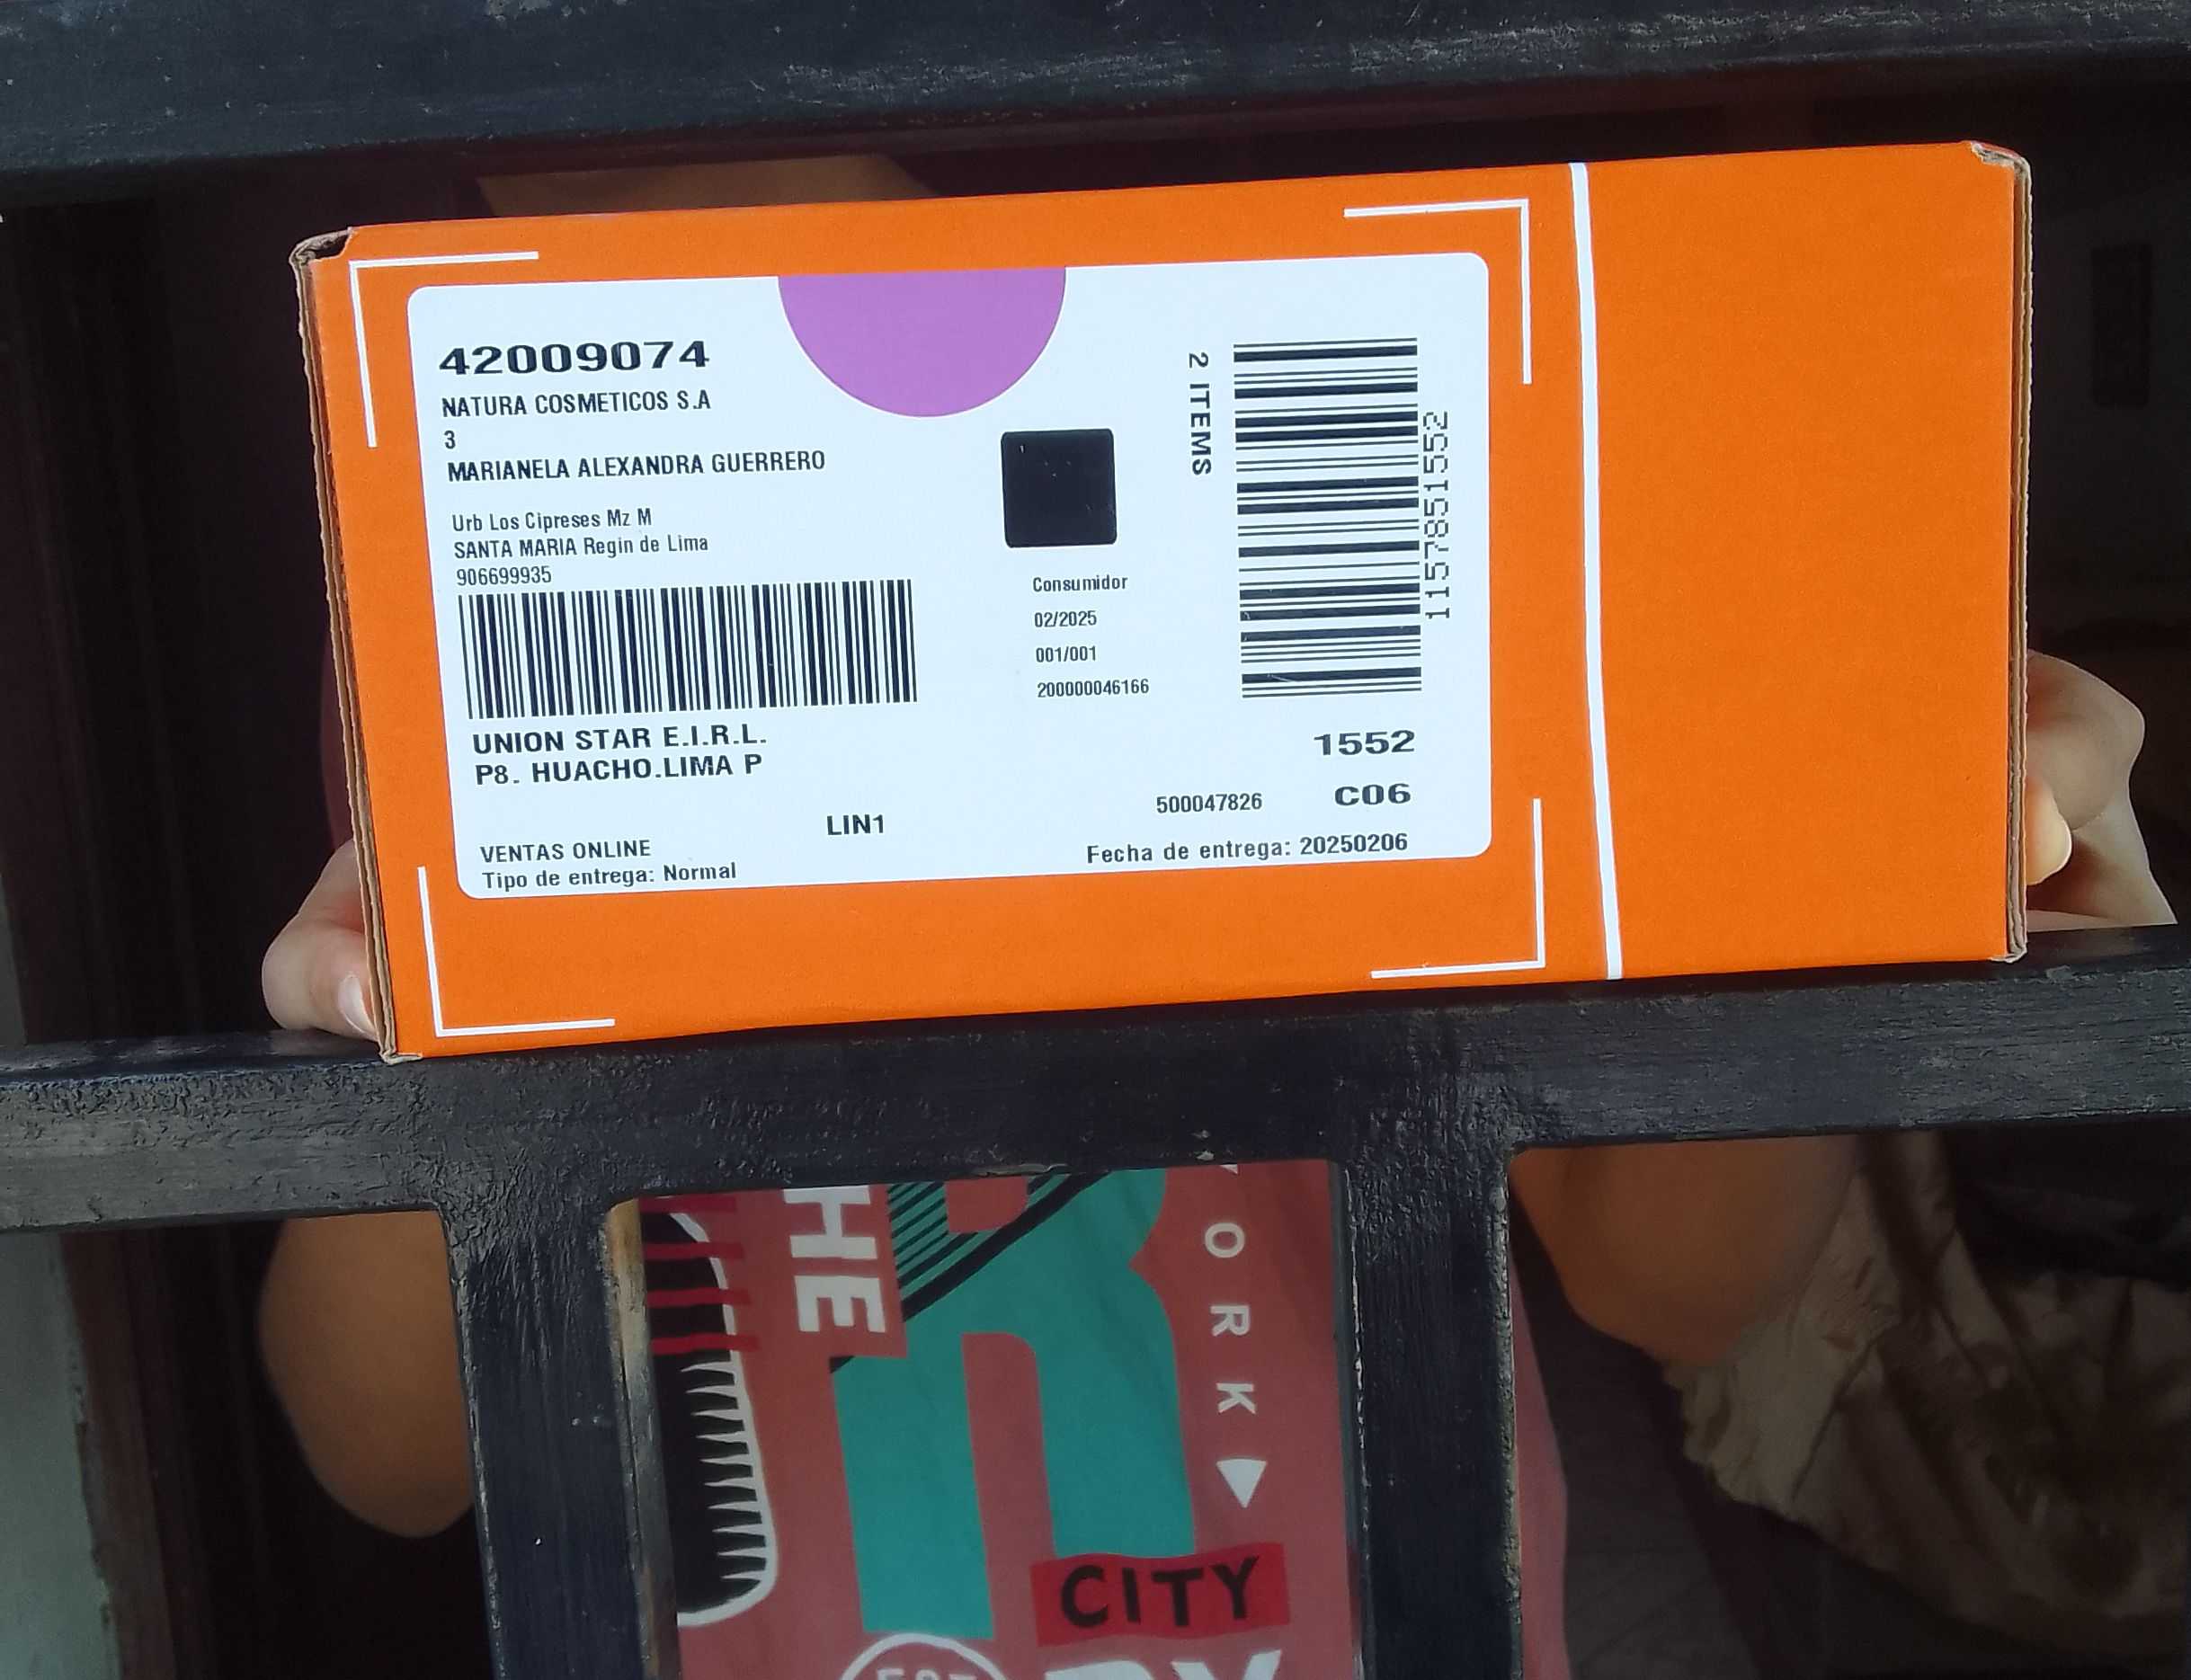 42009074
NATURA COSMETICOS S.A
3
MARIANELA ALEXANDRA GUERRERO
Urb Los Cipreses Mz M
SANTA MARIA Regin de Lima
906699935
UNION STAR E.I.R.L.
P8. HUACHO.LIMA P
LIN1
VENTAS ONLINE
Tipo de entrega: Normal
Consumidor
02/2025
001/001
200000046166
2 ITEMS
1157851552
1552
500047826 C06
Fecha de entrega: 20250206
THE
YORK
CITY